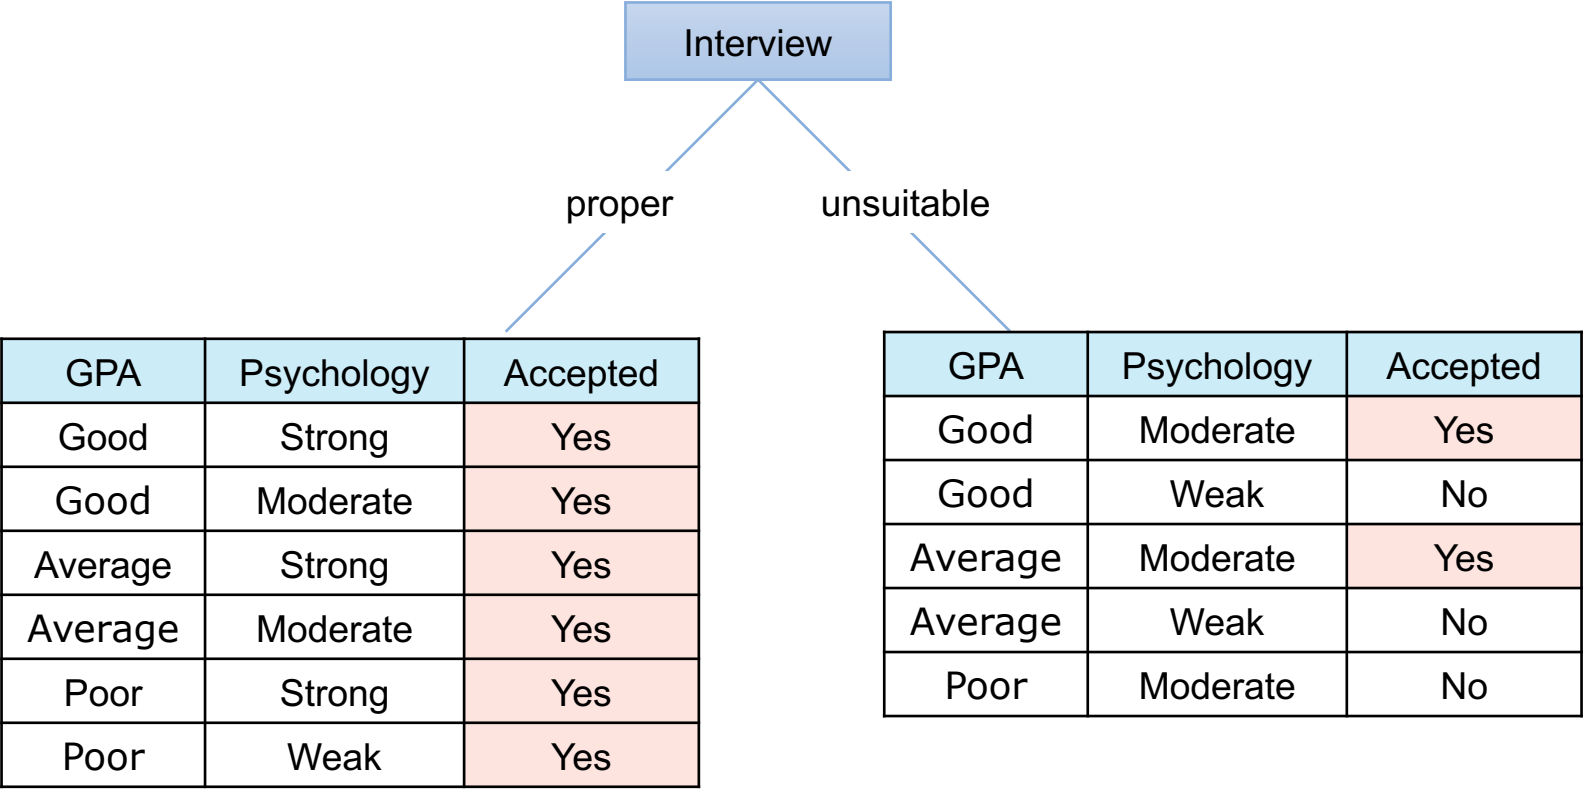 Interview
proper unsuitable
GPA Psychology Accepted
Good Strong Yes
Good Moderate Yes
Average Strong Yes
Average Moderate Yes
Poor Strong Yes
Poor Weak Yes
GPA Psychology Accepted
Good Moderate Yes
Good Weak No
Average Moderate Yes
Average Weak No
Poor Moderate No